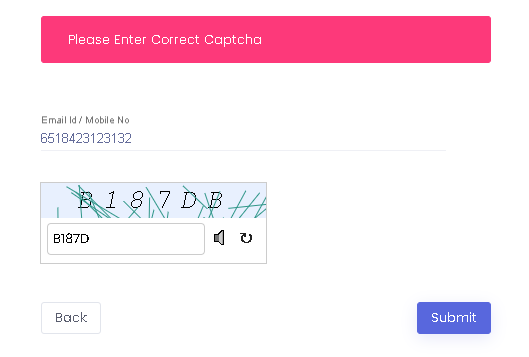 Please Enter Correct Captcha
Email Id / Mobile No
6518423123132
B 1 8 7 D B
B187D
Back
Submit